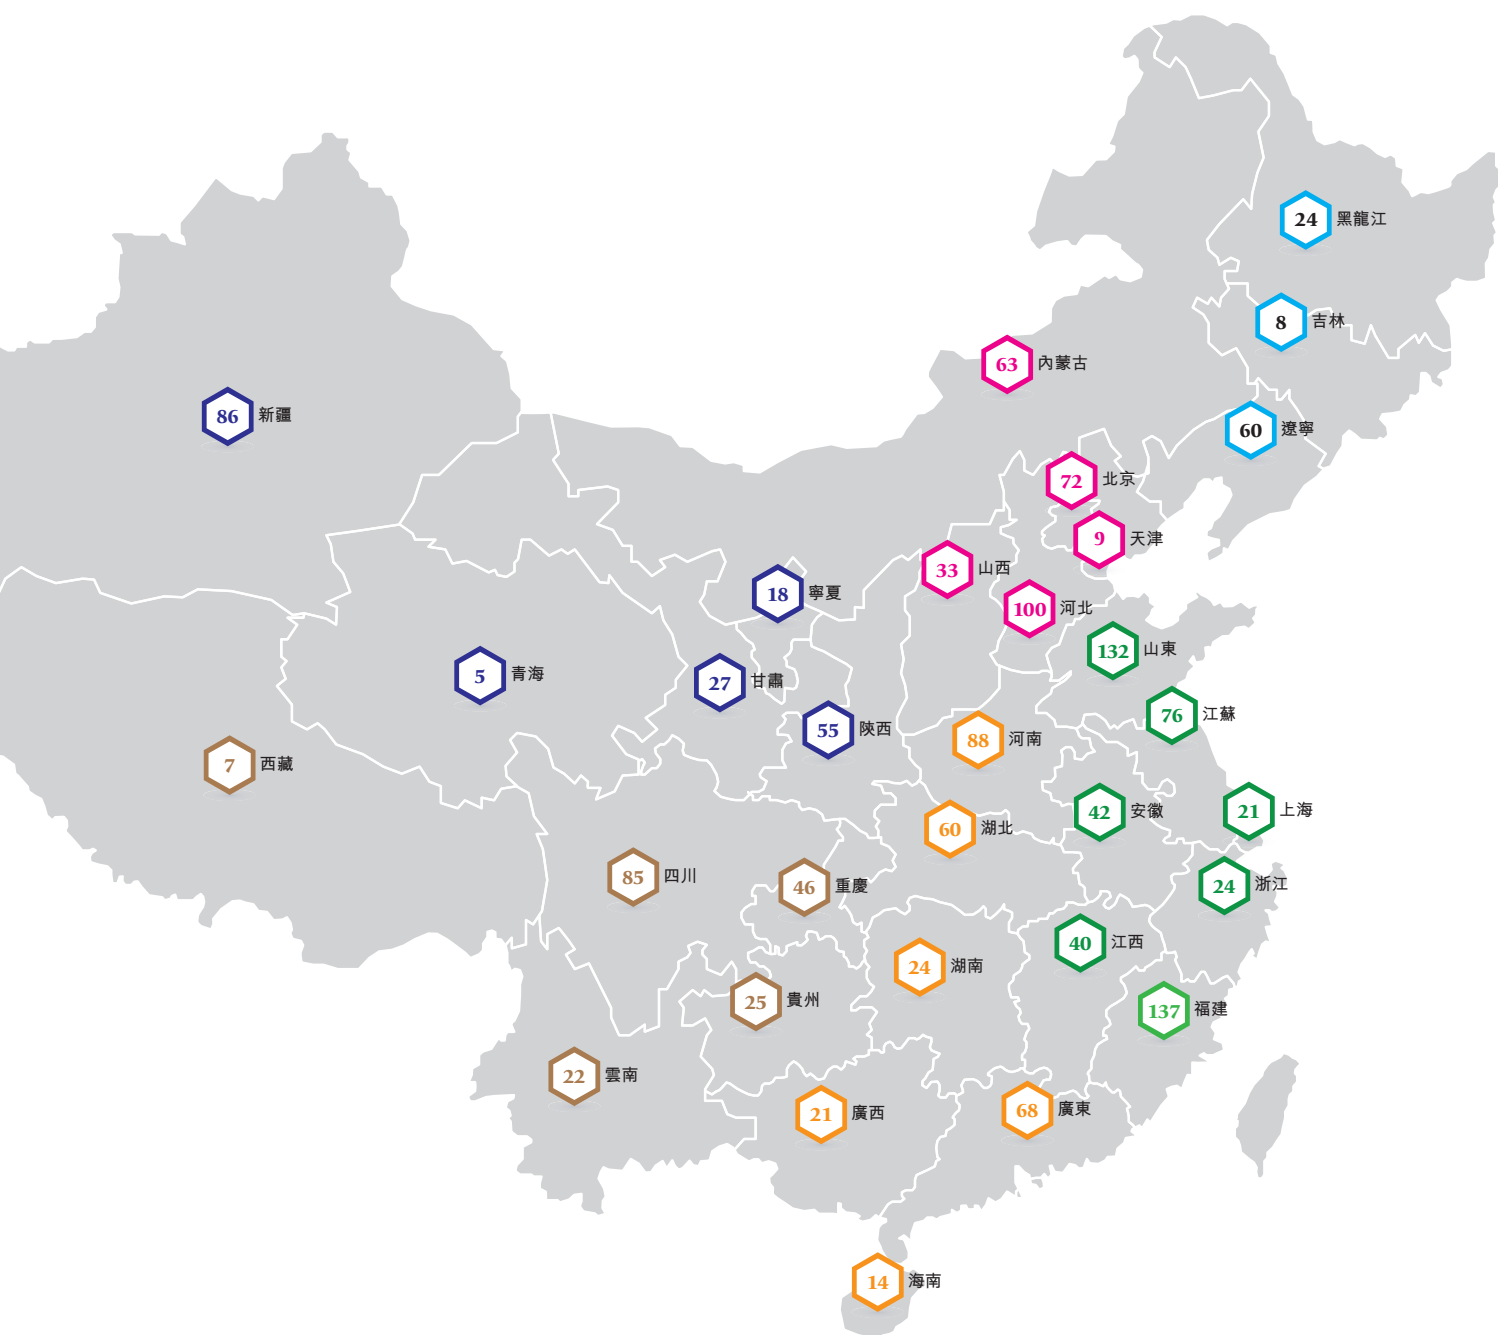 24 黑龍江
8 吉林
63 內蒙古
86 新疆
60 遼寧
72 北京
9 天津
33 山西
18 寧夏
100 河北
132 山東
5 青海
27 甘肅
76 江蘇
55 陝西
88 河南
7 西藏
42 安徽
21 上海
60 湖北
85 四川
46 重慶
24 浙江
40 江西
24 湖南
25 貴州
137 福建
22 雲南
21 廣西
68 廣東
14 海南